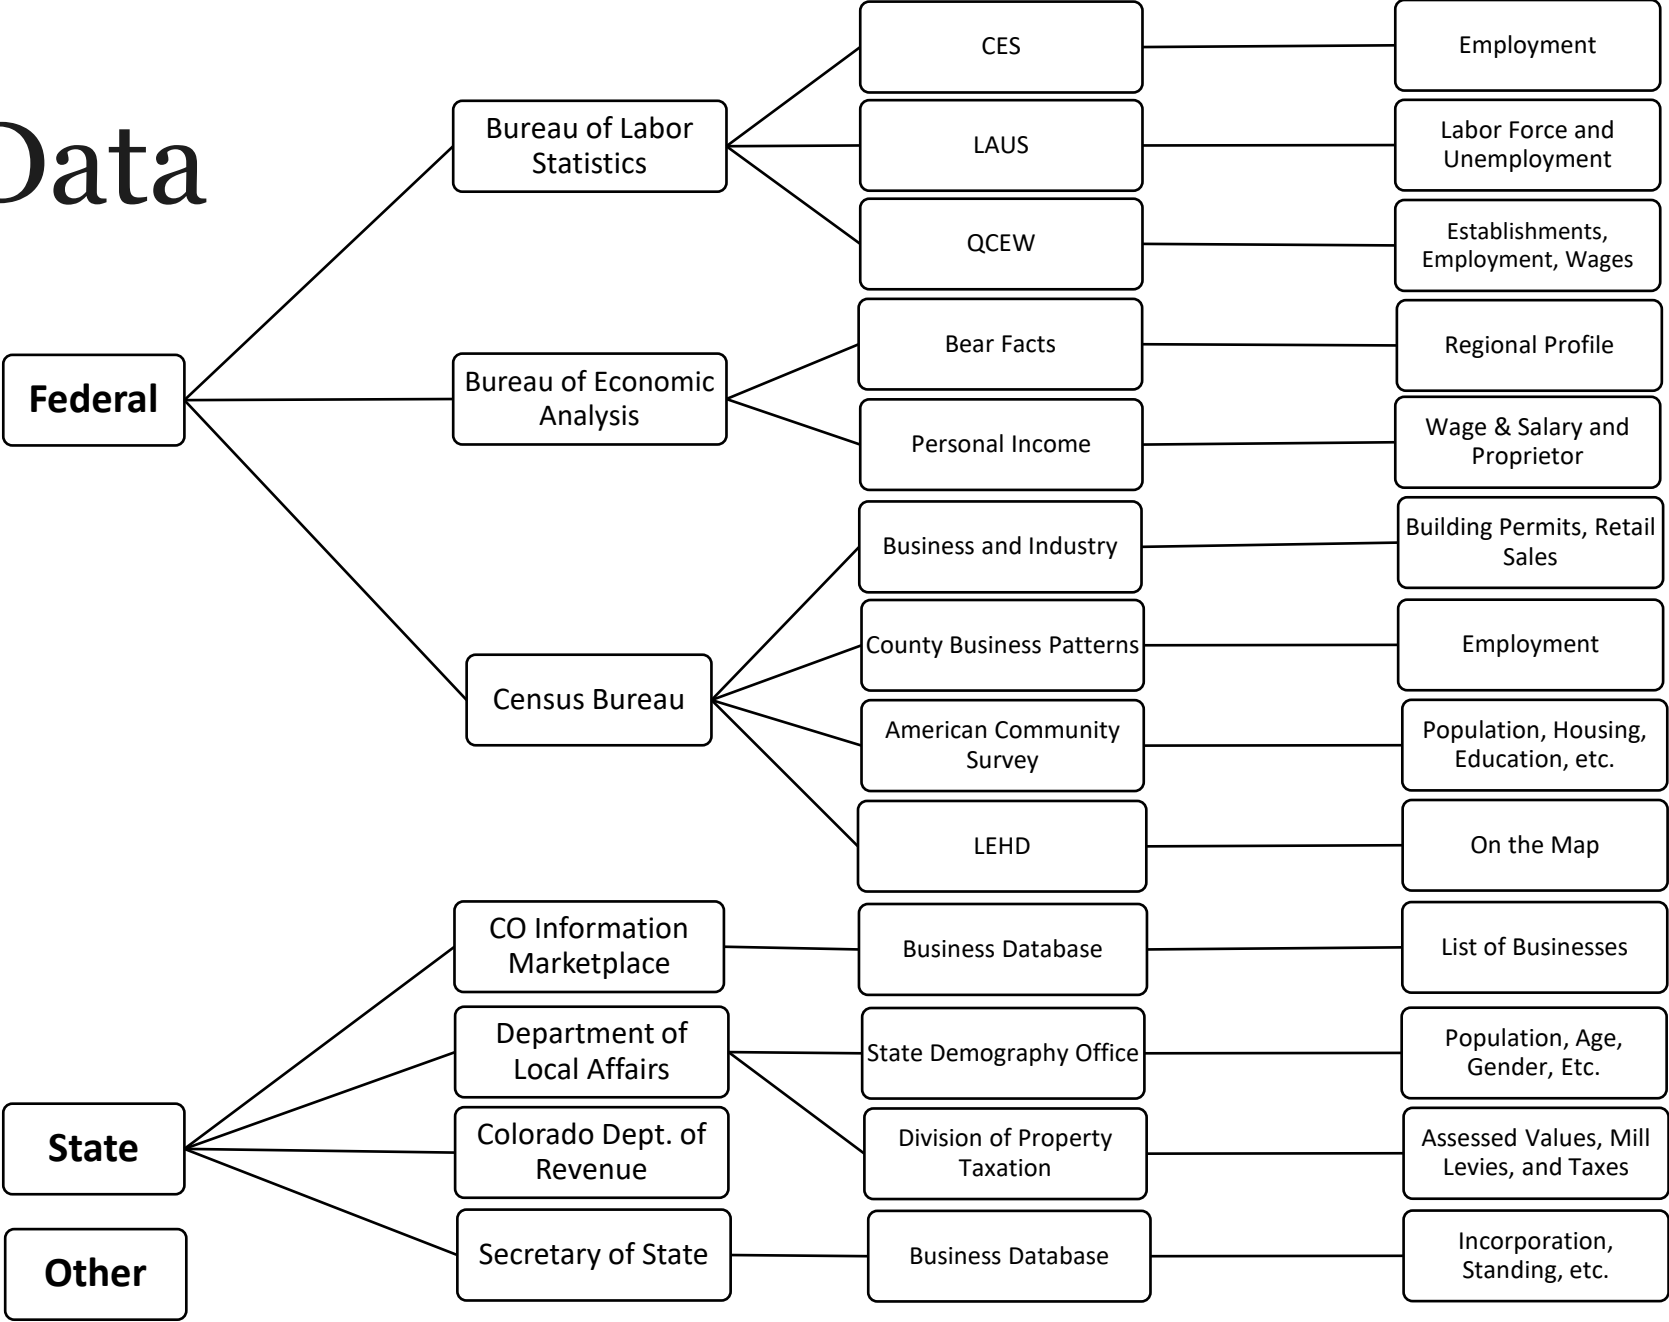 Data
Federal
State
Other
Bureau of Labor
Statistics
Bureau of Economic
Analysis
Census Bureau
CO Information
Marketplace
Department of
Local Affairs
Colorado Dept. of
Revenue
Secretary of State
CES
LAUS
QCEW
Bear Facts
Personal Income
Business and Industry
County Business Patterns
American Community
Survey
LEHD
Business Database
State Demography Office
Division of Property
Taxation
Business Database
Employment
Labor Force and
Unemployment
Establishments,
Employment, Wages
Regional Profile
Wage & Salary and
Proprietor
Building Permits, Retail
Sales
Employment
Population, Housing,
Education, etc.
On the Map
List of Businesses
Population, Age,
Gender, Etc.
Assessed Values, Mill
Levies, and Taxes
Incorporation,
Standing, etc.